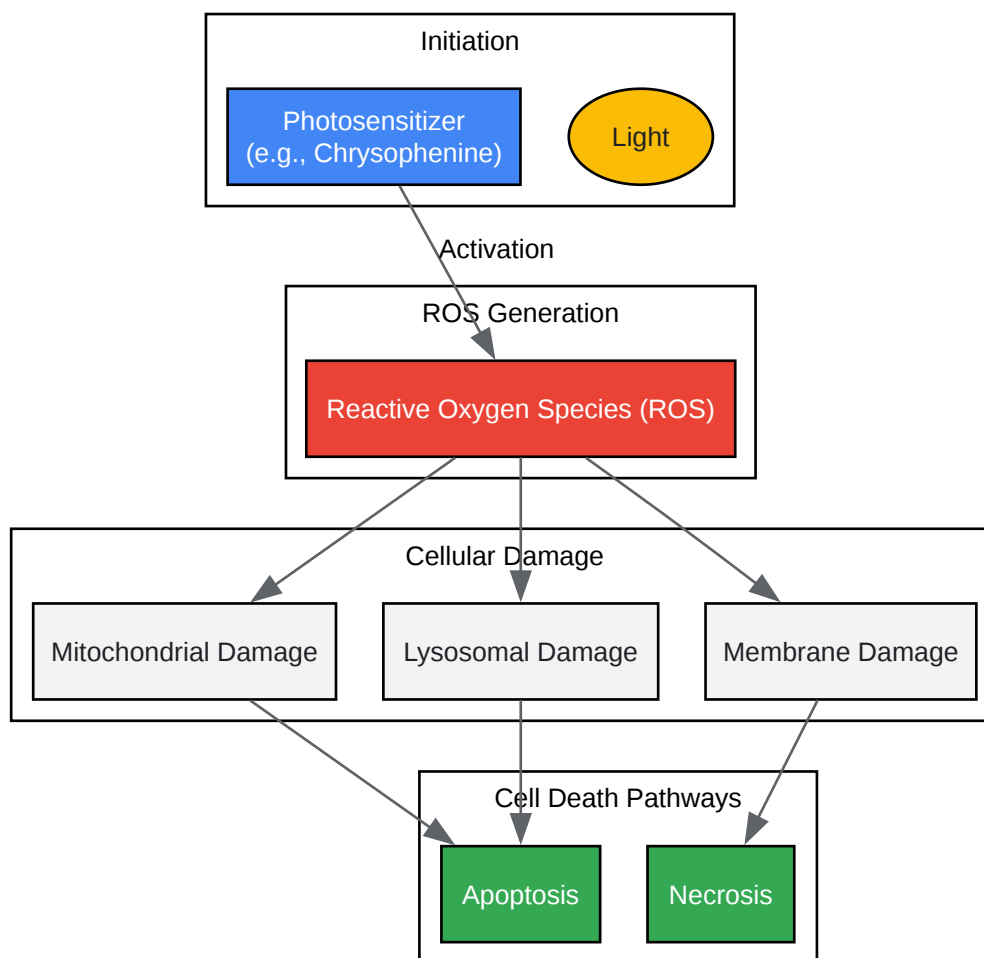 Initiation
Photosensitizer
(e.g., Chrysophenine)
Light
Activation
ROS Generation
Reactive Oxygen Species (ROS)
Cellular Damage
Mitochondrial Damage
Lysosomal Damage
Membrane Damage
Cell Death Pathways
Apoptosis
Necrosis